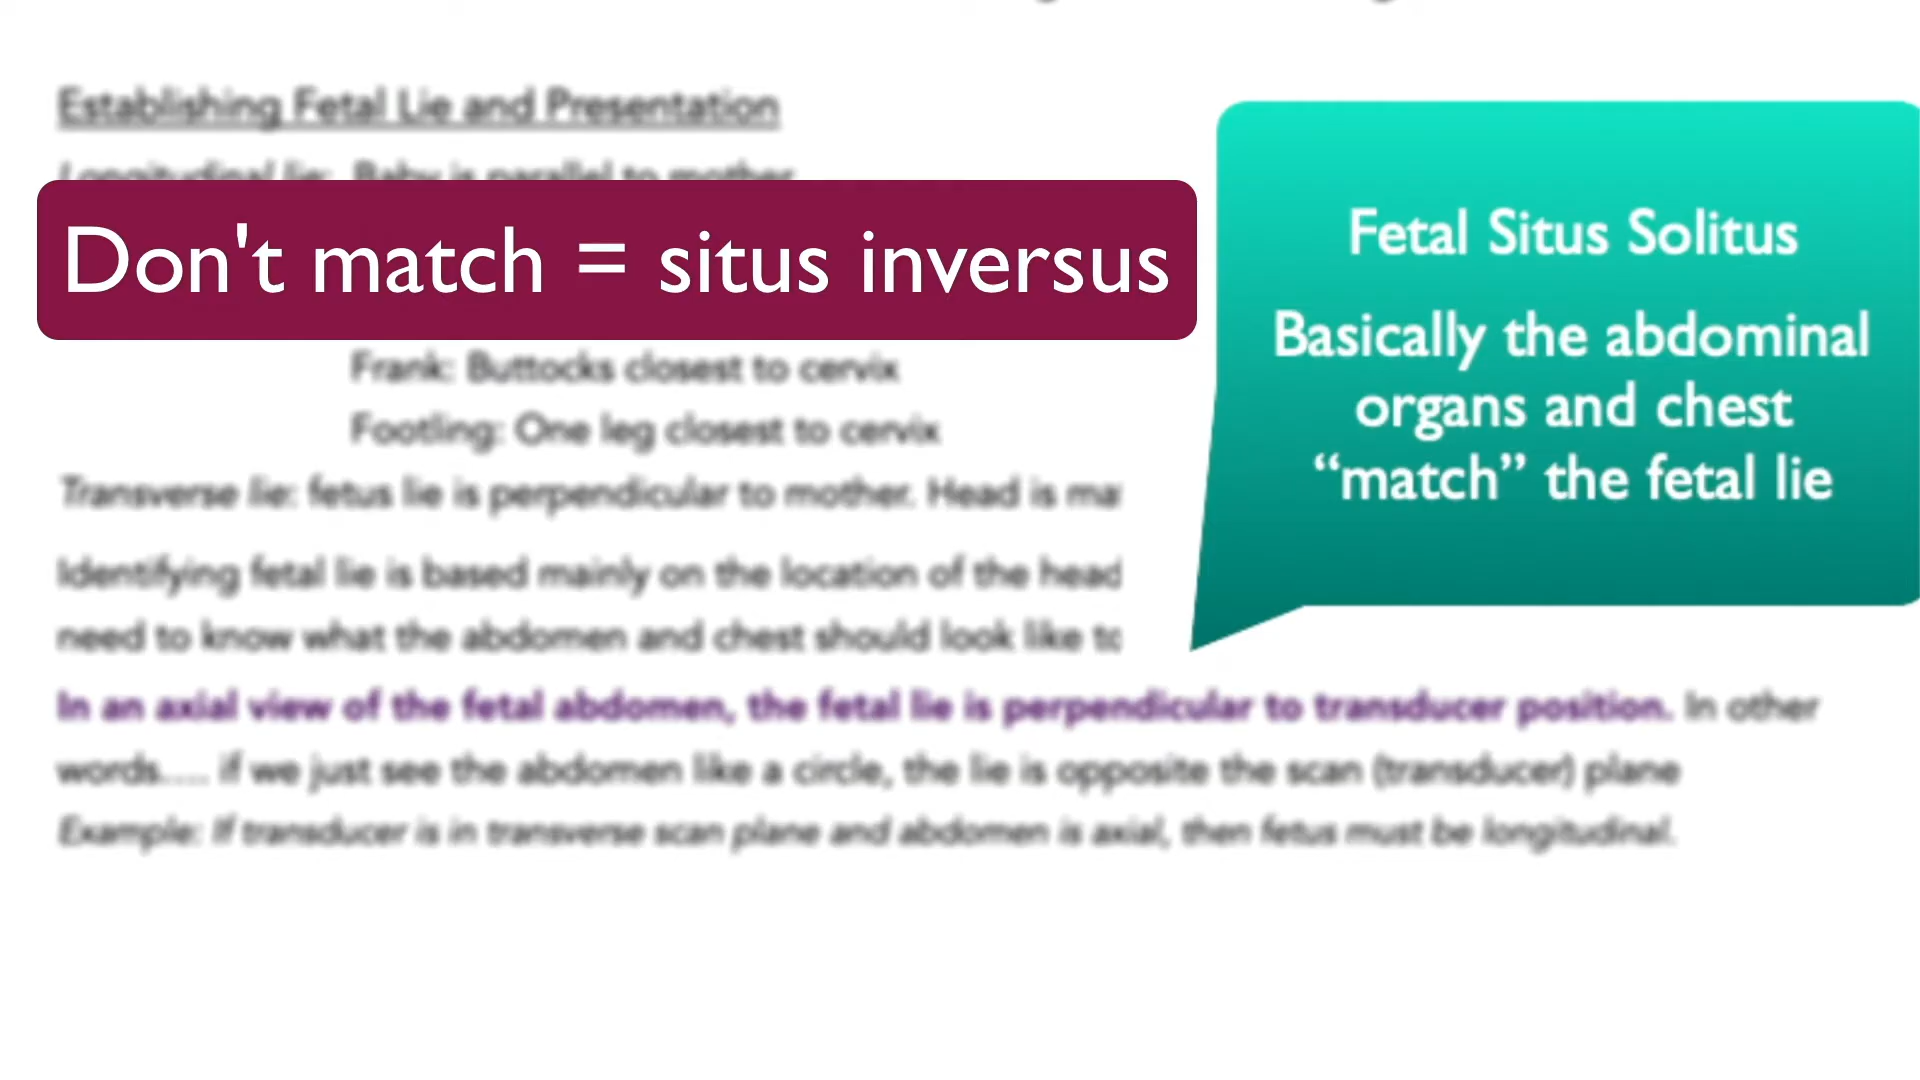 Establishing Fetal Lie and Presentation
Longitudinal lie: Baby is parallel to mother
Don't match = situs inversus
Frank: Buttocks closest to cervix
Footling: One leg closest to cervix
Transverse lie: fetus lie is perpendicular to mother. Head is
Identifying fetal lie is based mainly on the location of the head
need to know what the abdomen and chest should look like
In an axial view of the fetal abdomen, the fetal lie is perpendicular to transducer position. In other
words.... if we just see the abdomen like a circle, the lie is opposite the scan (transducer) plane
Example: If transducer is in transverse scan plane and abdomen is axial, then fetus must be longitudinal.
Fetal Situs Solitus
Basically the abdominal
organs and chest
“match” the fetal lie